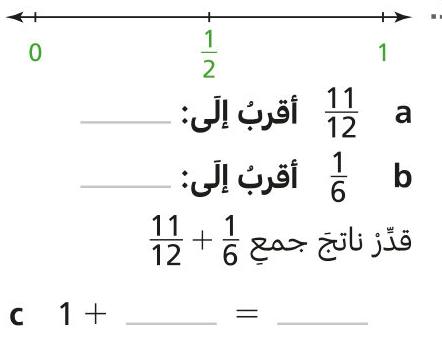 0 1/2 1
a 11/12 أقربُ إلَى: ______
b 1/6 أقربُ إلَى: ______
قدِّرْ ناتجَ جمعِ 1/6 + 11/12
c 1 + ______ = ______